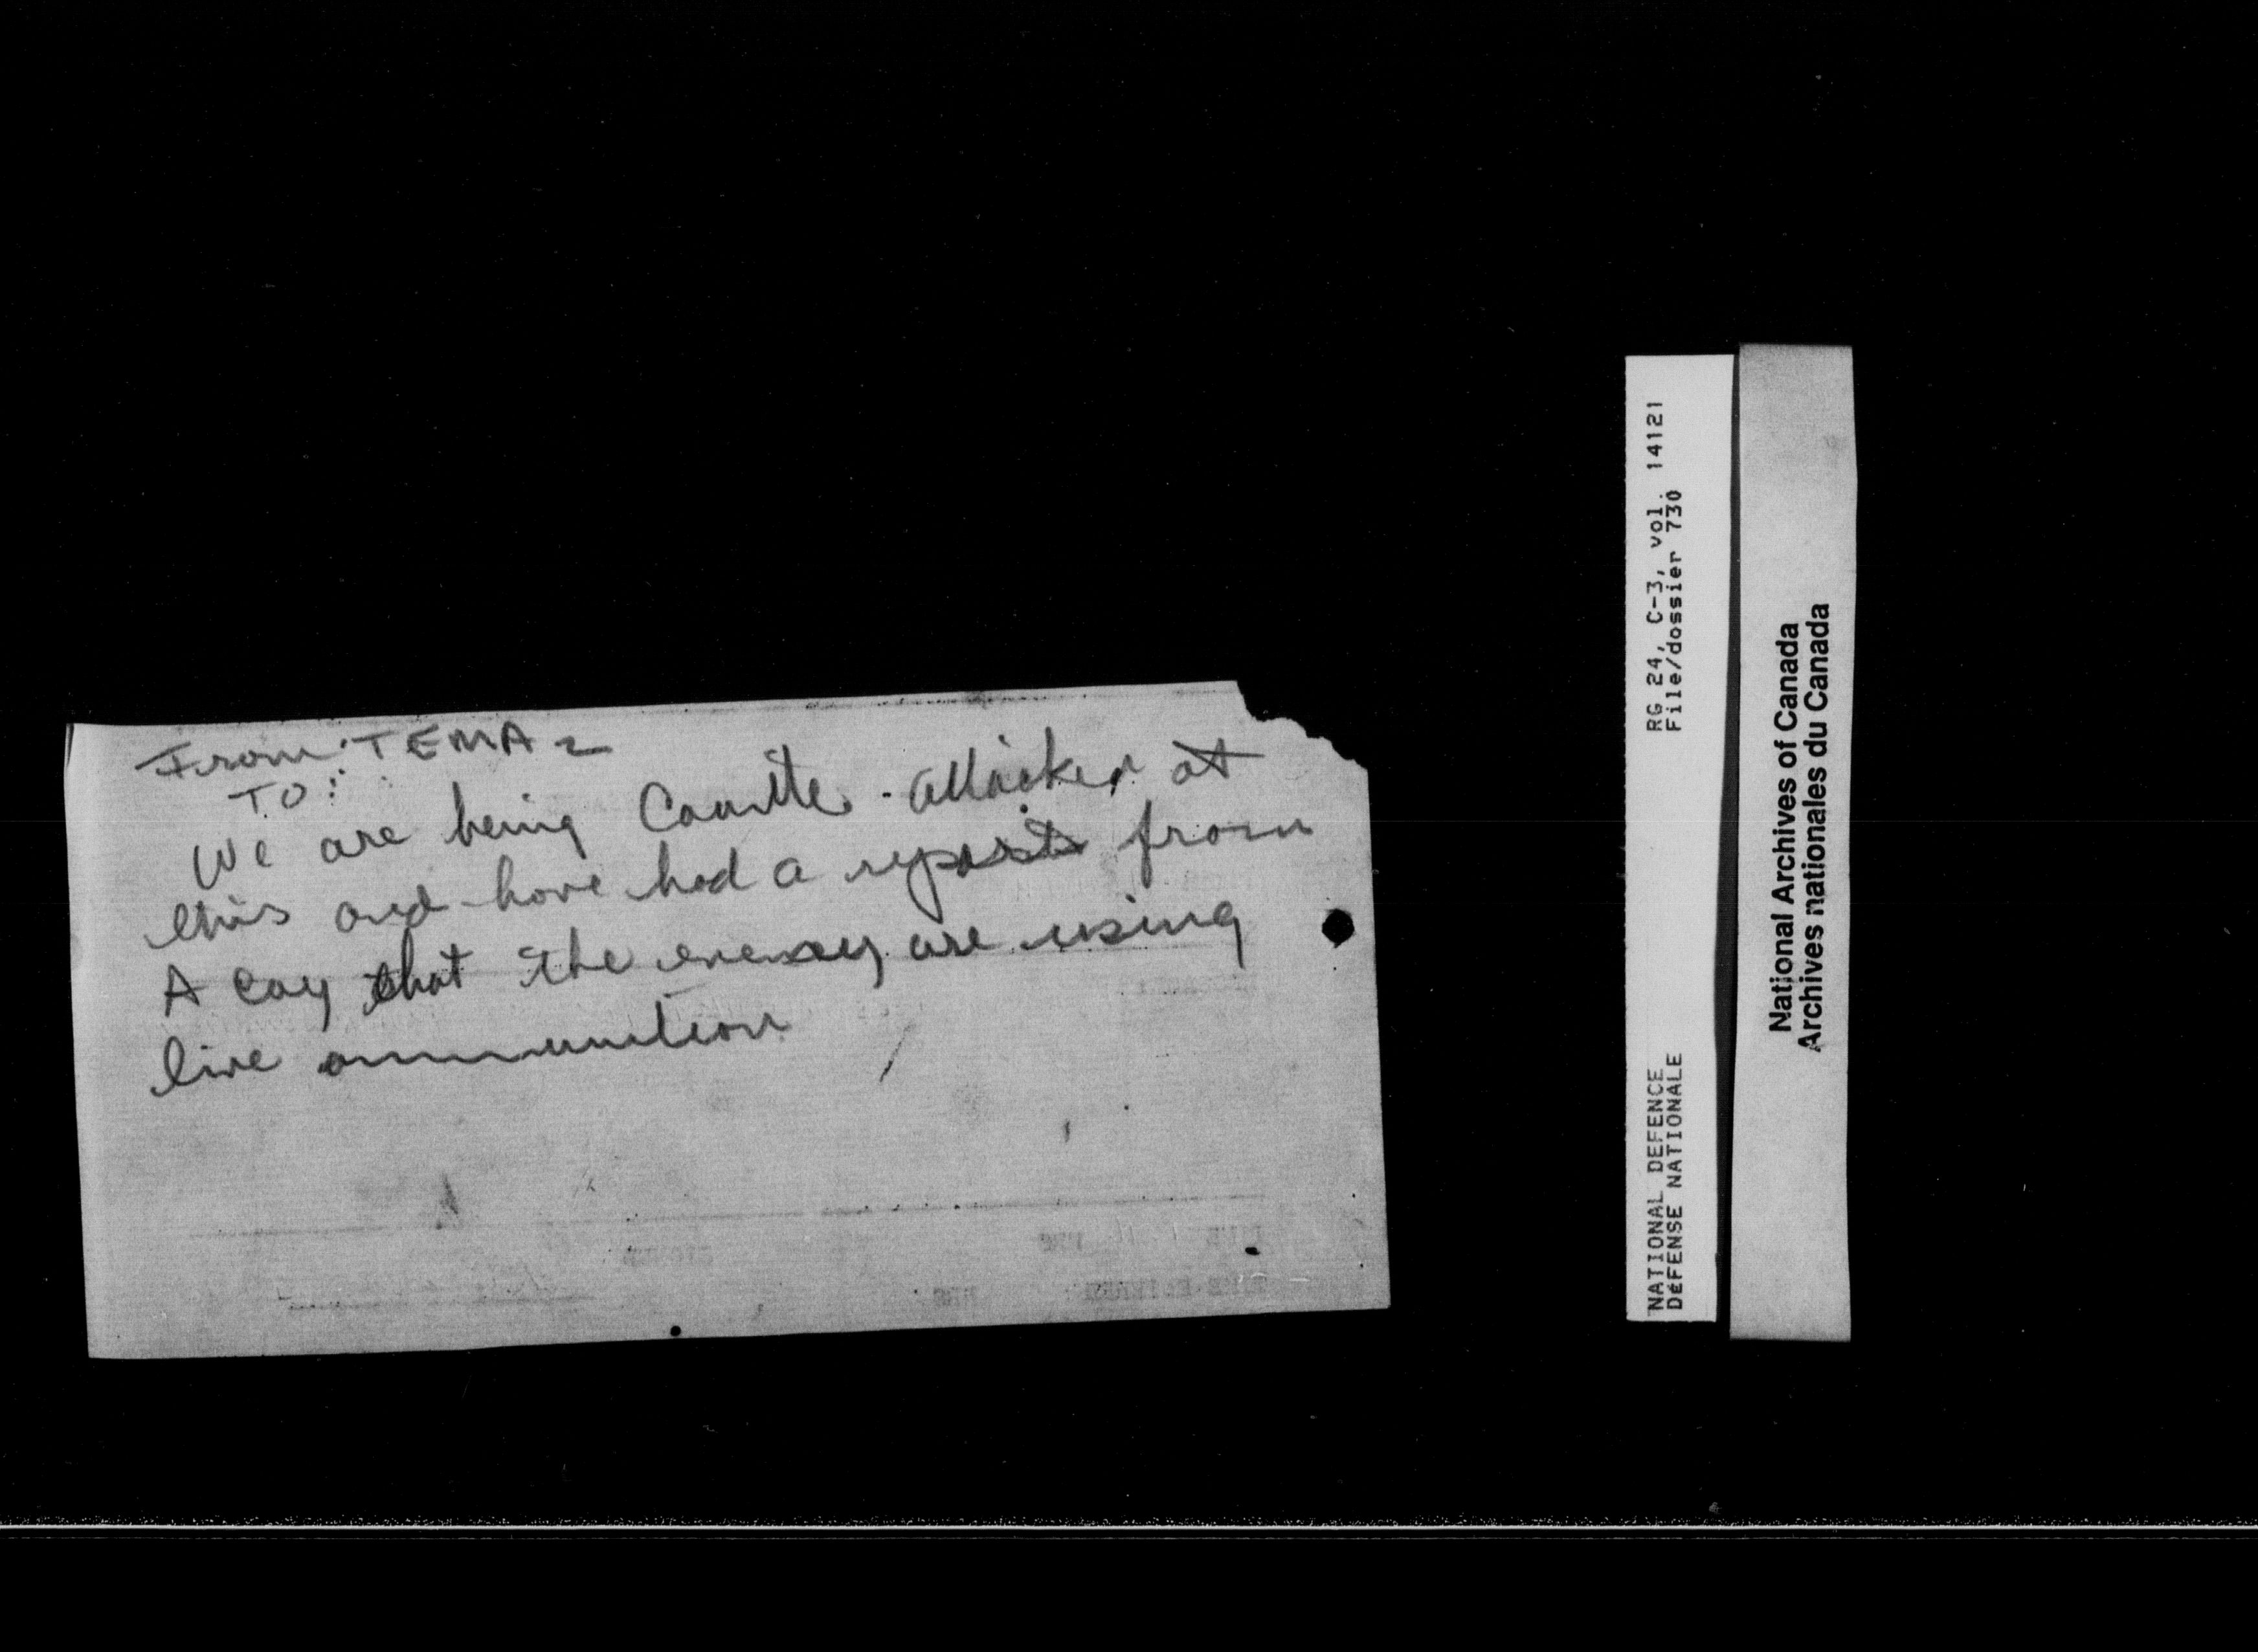 From: TEMA 2
TO:
We are being Counter-attacked at
this and have had a report from
A Coy that the enemy are using
live ammunition
RG 24, C-3, vol. 14121
File/dossier 730
NATIONAL DEFENCE
DéFENSE NATIONALE
National Archives of Canada
Archives nationales du Canada